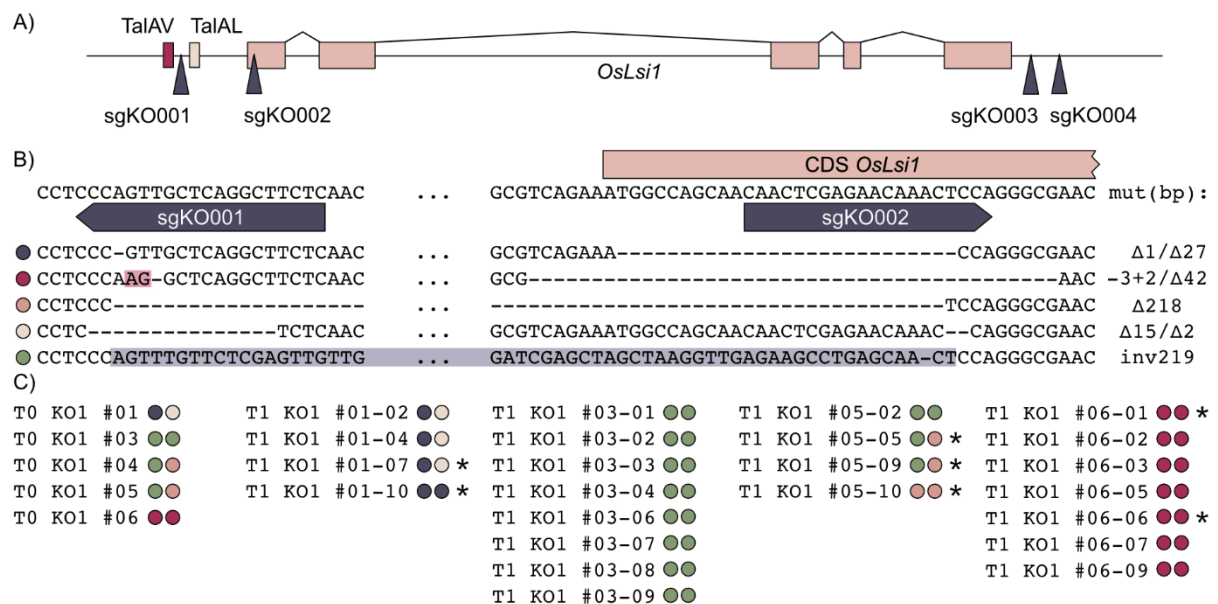 A)
TalAV TalAL
OsLsi1
sgKO001 sgKO002 sgKO003 sgKO004
B)
CDS OsLsi1
CCTCCCAGTTGCTCAGGCTTCTCAAC ... GCGTCAGAAATGGCCAGCAACAACTCGAGAACAAACTCCAGGGCGAAC mut(bp):
sgKO001 sgKO002
CCTCCC-GTTGCTCAGGCTTCTCAAC ... GCGTCAGAAA--------------------------CCAGGGCGAAC Δ1/Δ27
CCTCCCAAG-GCTCAGGCTTCTCAAC ... GCG------------------------------------------AAC -3+2/Δ42
CCTCCC-------------------- ... ------------------------------------TCCAGGGCGAAC Δ218
CCTC---------------TCTCAAC ... GCGTCAGAAATGGCCAGCAACAACTCGAGAACAAAC--CAGGGCGAAC Δ15/Δ2
CCTCCCAGTTTGTTCTCGAGTTGTTG ... GATCGAGCTAGCTAAGGTTGAGAAGCCTGAGCAA-CTCCAGGGCGAAC inv219
C)
T0 KO1 #01 T1 KO1 #01-02 T1 KO1 #03-01 T1 KO1 #05-02 T1 KO1 #06-01 *
T0 KO1 #03 T1 KO1 #01-04 T1 KO1 #03-02 T1 KO1 #05-05 * T1 KO1 #06-02
T0 KO1 #04 T1 KO1 #01-07 * T1 KO1 #03-03 T1 KO1 #05-09 * T1 KO1 #06-03
T0 KO1 #05 T1 KO1 #01-10 * T1 KO1 #03-04 T1 KO1 #05-10 * T1 KO1 #06-05
T0 KO1 #06 T1 KO1 #03-06 T1 KO1 #06-06 *
T1 KO1 #03-07 T1 KO1 #06-07
T1 KO1 #03-08 T1 KO1 #06-09
T1 KO1 #03-09